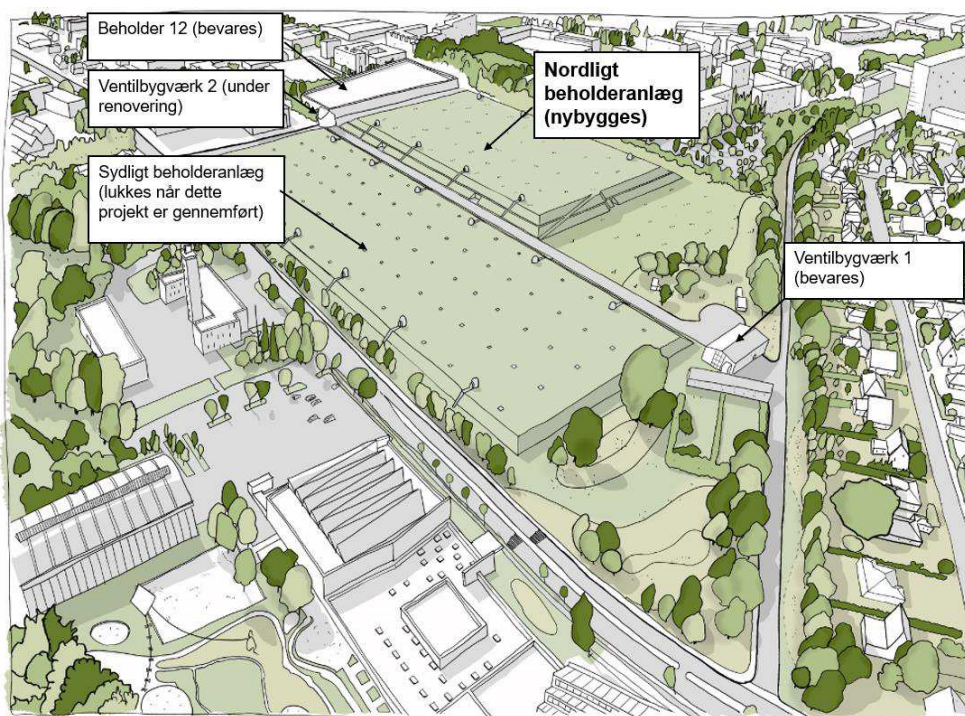 Beholder 12 (bevares)
Ventilbygværk 2 (under
renovering)
Nordligt
beholderanlæg
(nybygges)
Sydligt beholderanlæg
(lukkes når dette
projekt er gennemført)
Ventilbygværk 1
(bevares)